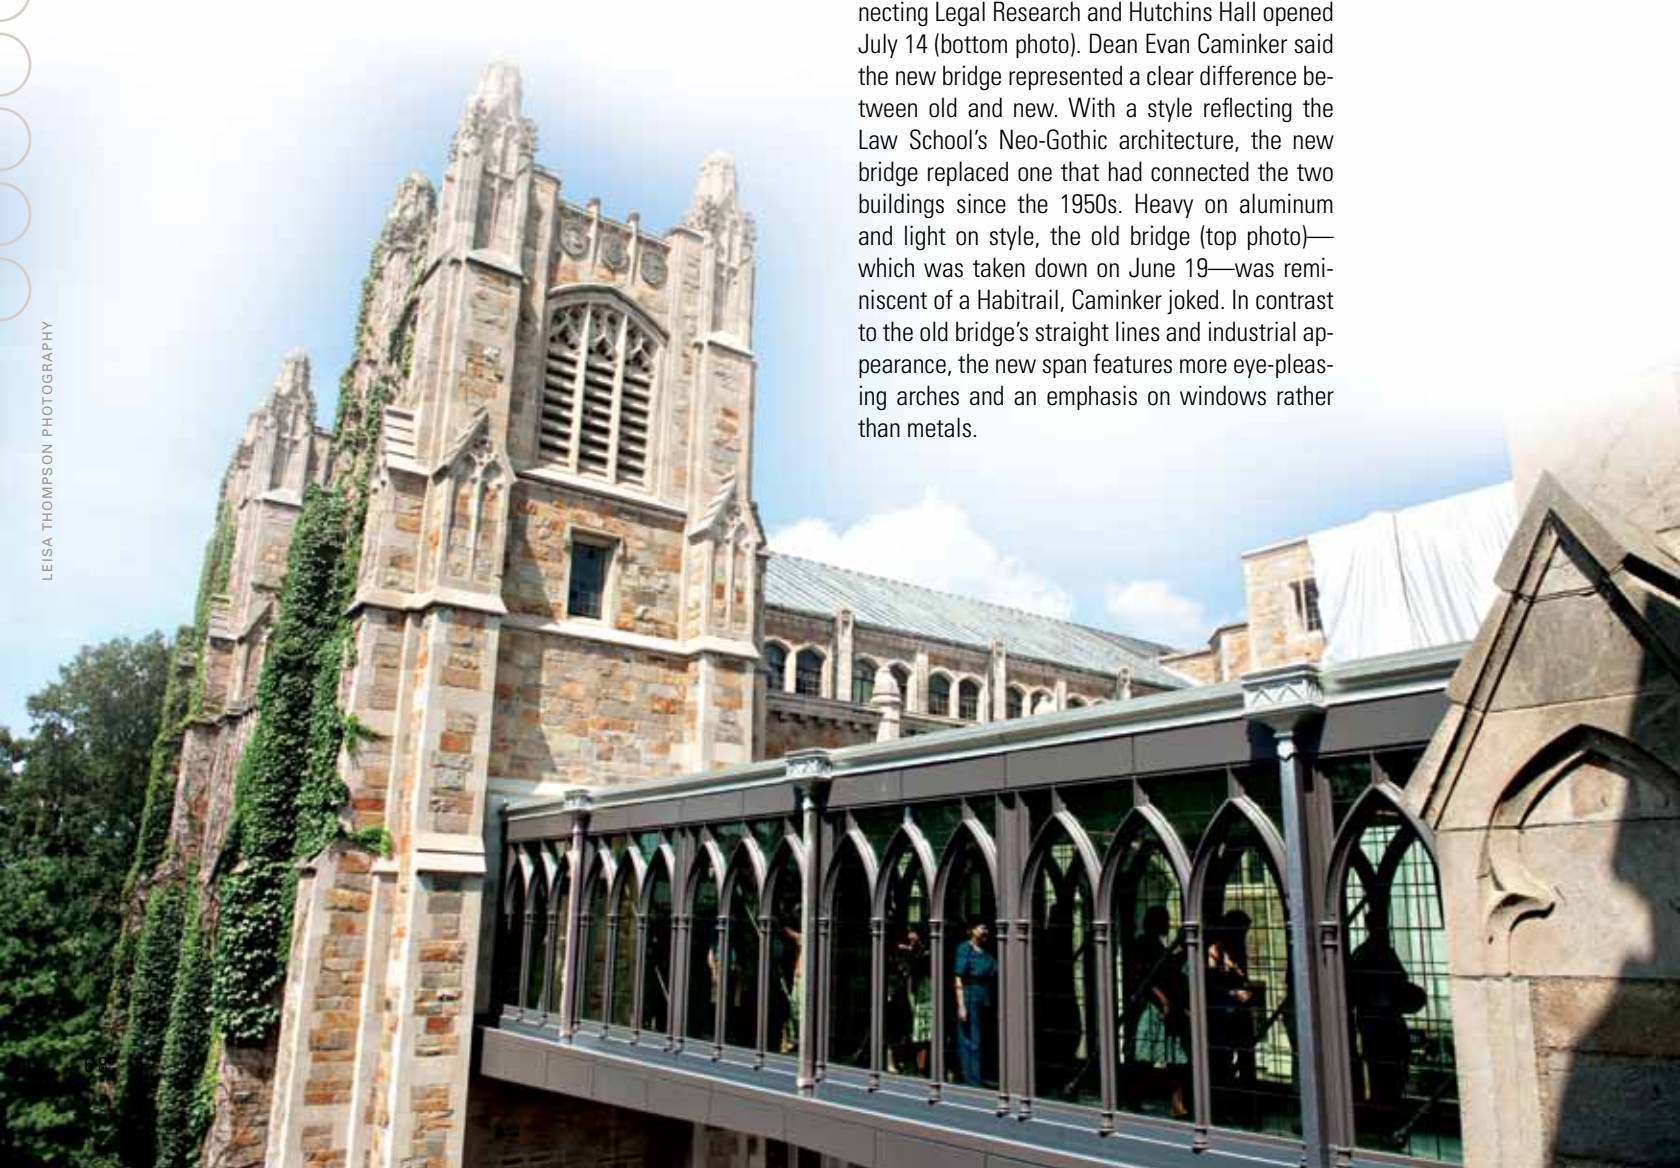 necting Legal Research and Hutchins Hall opened
July 14 (bottom photo). Dean Evan Caminker said
the new bridge represented a clear difference be-
tween old and new. With a style reflecting the
Law School’s Neo-Gothic architecture, the new
bridge replaced one that had connected the two
buildings since the 1950s. Heavy on aluminum
and light on style, the old bridge (top photo)—
which was taken down on June 19—was remi-
niscent of a Habitrail, Caminker joked. In contrast
to the old bridge’s straight lines and industrial ap-
pearance, the new span features more eye-pleas-
ing arches and an emphasis on windows rather
than metals.
LEISA THOMPSON PHOTOGRAPHY